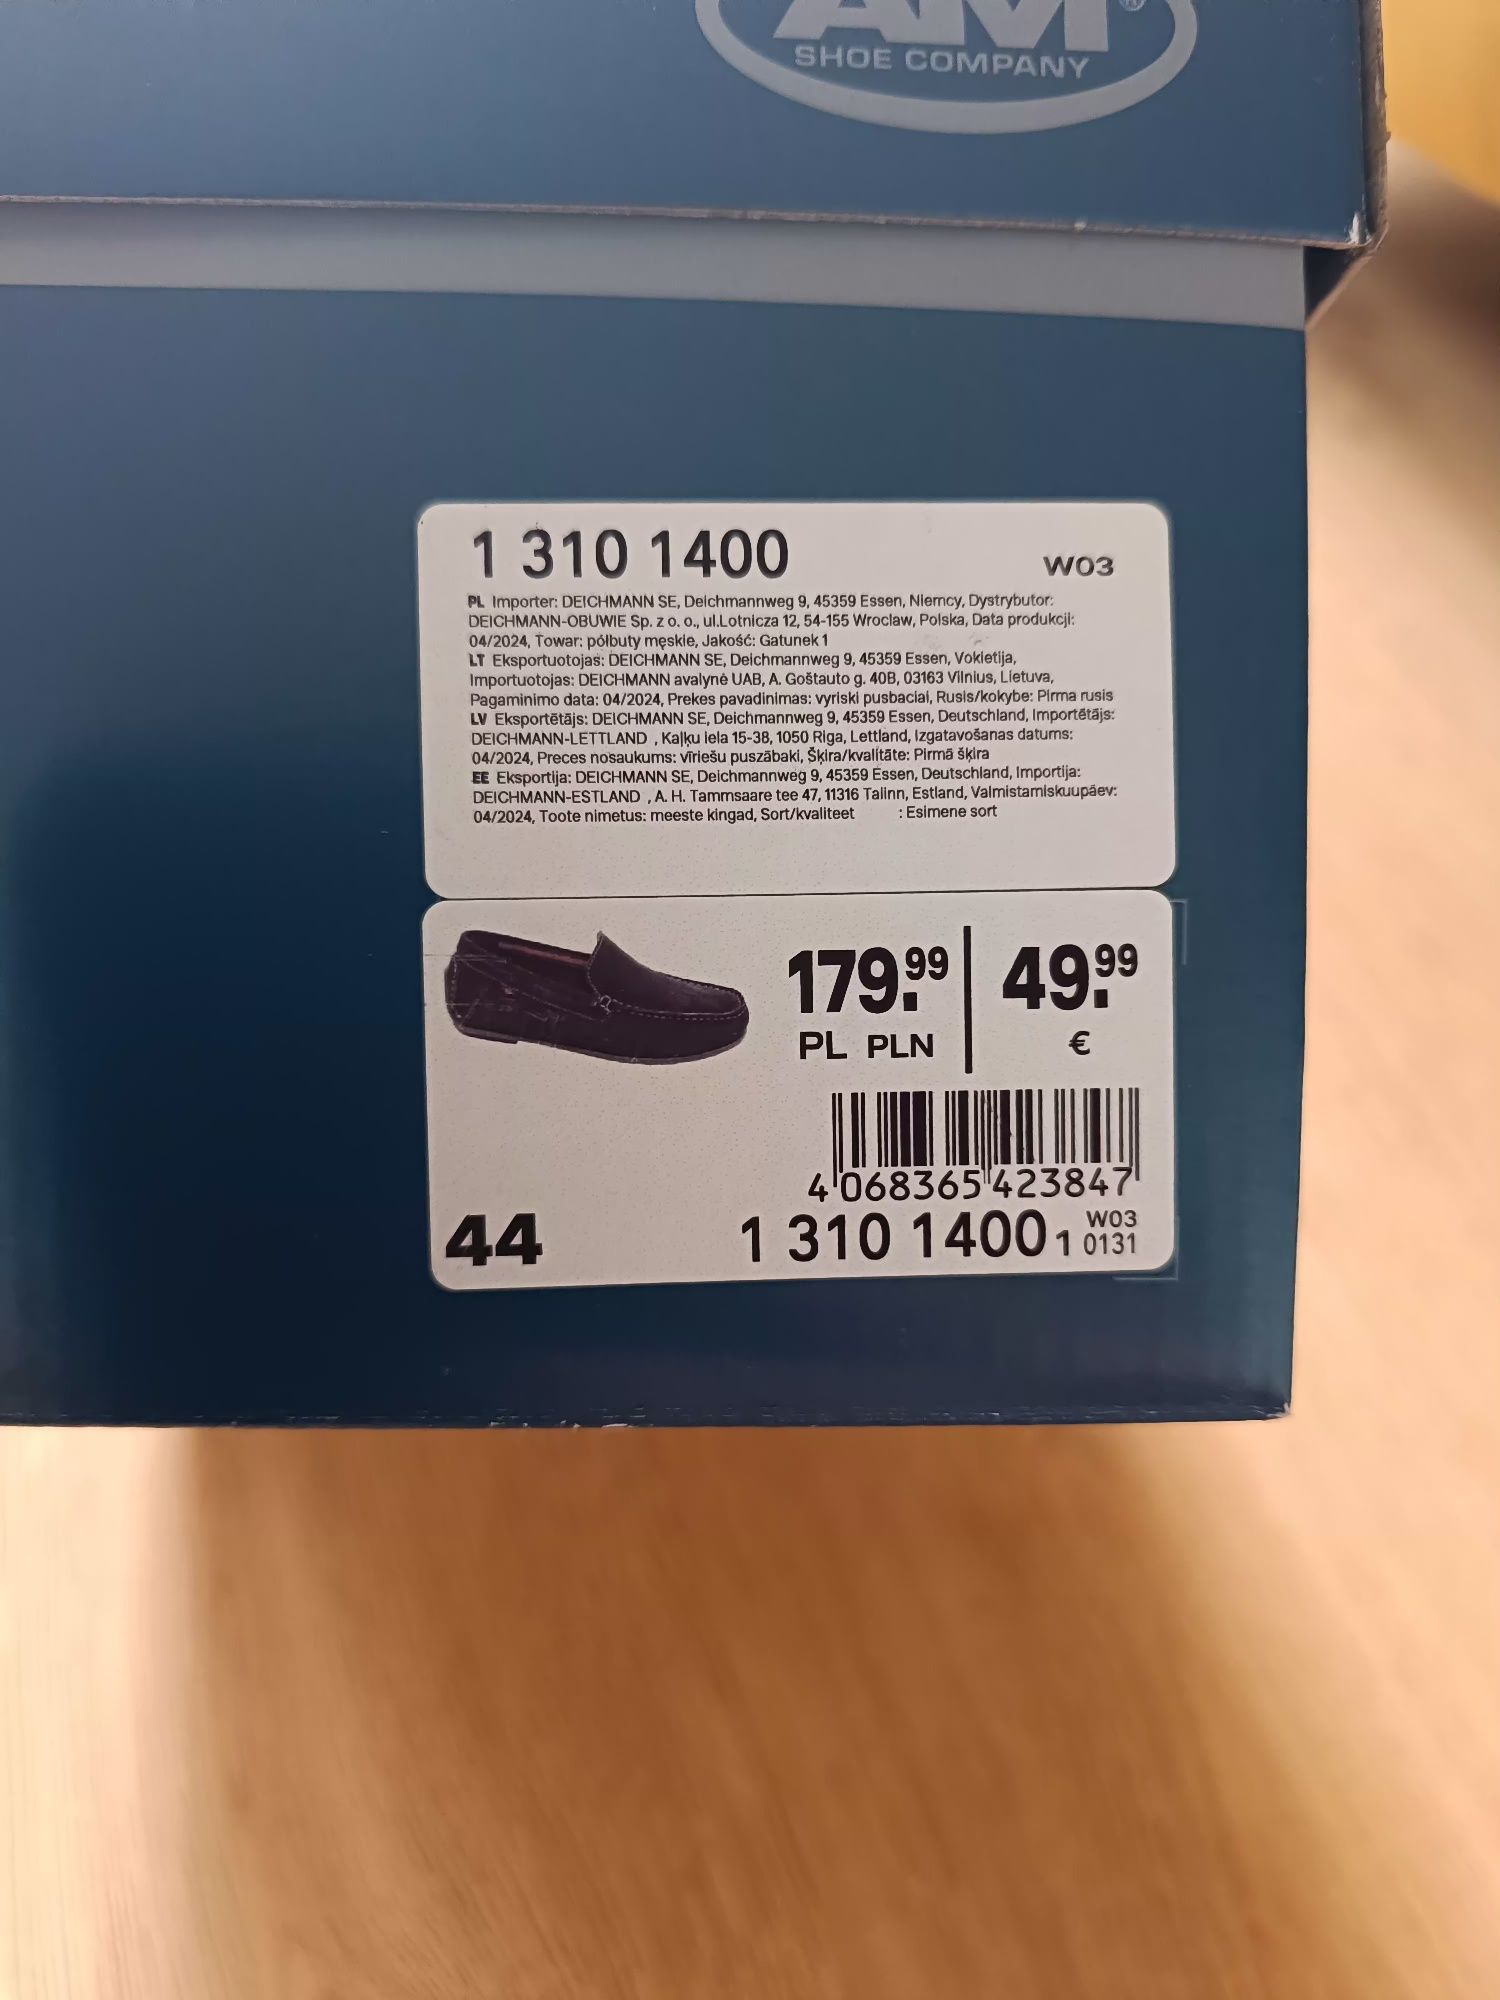 AM®
SHOE COMPANY
1 310 1400
W03
PL Importer: DEICHMANN SE, Deichmannweg 9, 45359 Essen, Niemcy, Dystrybutor:
DEICHMANN-OBUWIE Sp. z o. o., ul.Lotnicza 12, 54-155 Wroclaw, Polska, Data produkcji:
04/2024, Towar: półbuty męskie, Jakość: Gatunek 1
LT Eksportuotojas: DEICHMANN SE, Deichmannweg 9, 45359 Essen, Vokietija,
Importuotojas: DEICHMANN avalynė UAB, A. Goštauto g. 40B, 03163 Vilnius, Lietuva,
Pagaminimo data: 04/2024, Prekes pavadinimas: vyriski pusbaciai, Rusis/kokybe: Pirma rusis
LV Eksportētājs: DEICHMANN SE, Deichmannweg 9, 45359 Essen, Deutschland, Importētājs:
DEICHMANN-LETTLAND , Kaļķu iela 15-38, 1050 Riga, Lettland, Izgatavošanas datums:
04/2024, Preces nosaukums: vīriešu puszābaki, Šķira/kvalitāte: Pirmā šķira
EE Eksportija: DEICHMANN SE, Deichmannweg 9, 45359 Essen, Deutschland, Importija:
DEICHMANN-ESTLAND , A. H. Tammsaare tee 47, 11316 Talinn, Estland, Valmistamiskuupäev:
04/2024, Toote nimetus: meeste kingad, Sort/kvaliteet : Esimene sort
179.99 49.99
PL PLN €
4 068365 423847
44 1 310 1400 1 W03
0131